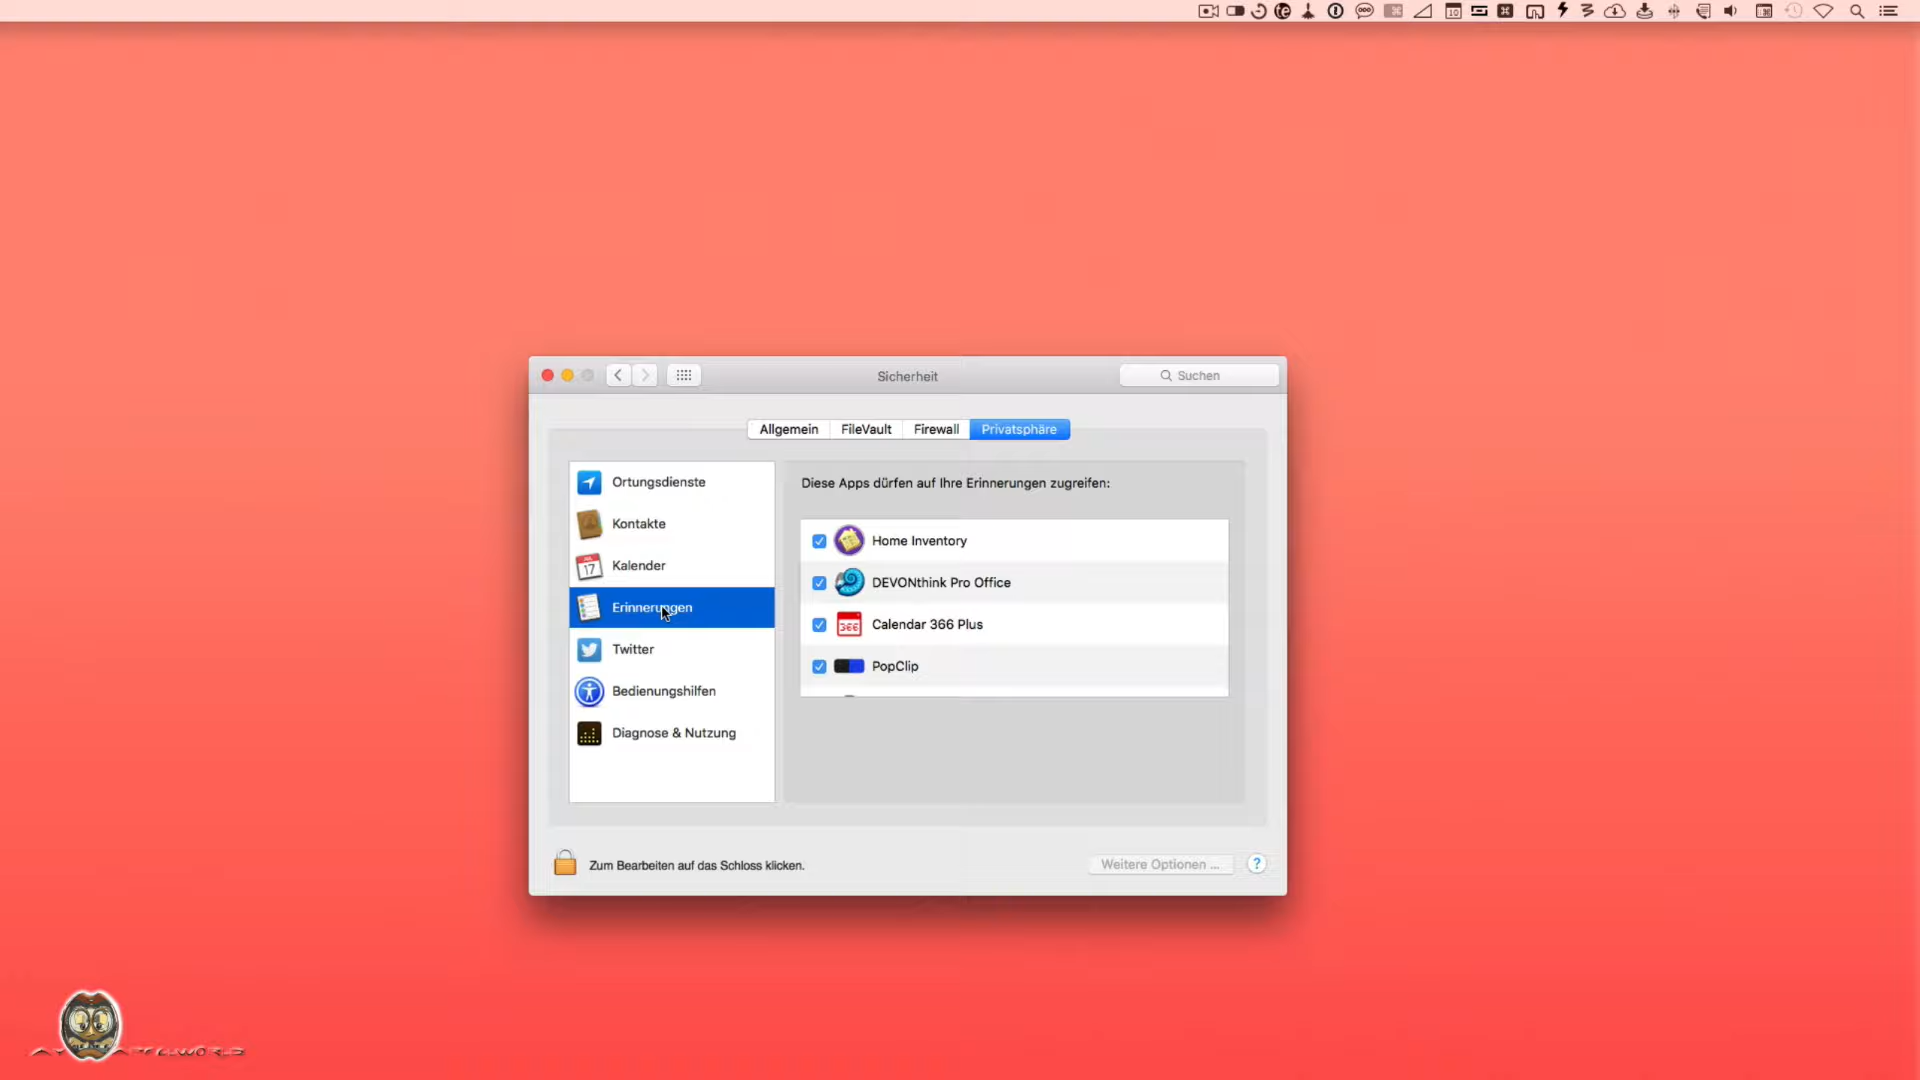 Sicherheit
Suchen
Allgemein FileVault Firewall Privatsphäre
Ortungsdienste
Kontakte
Kalender
17
Erinnerungen
Twitter
Bedienungshilfen
Diagnose & Nutzung
Diese Apps dürfen auf Ihre Erinnerungen zugreifen:
Home Inventory
DEVONthink Pro Office
366
Calendar 366 Plus
PopClip
Zum Bearbeiten auf das Schloss klicken.
Weitere Optionen ...
?